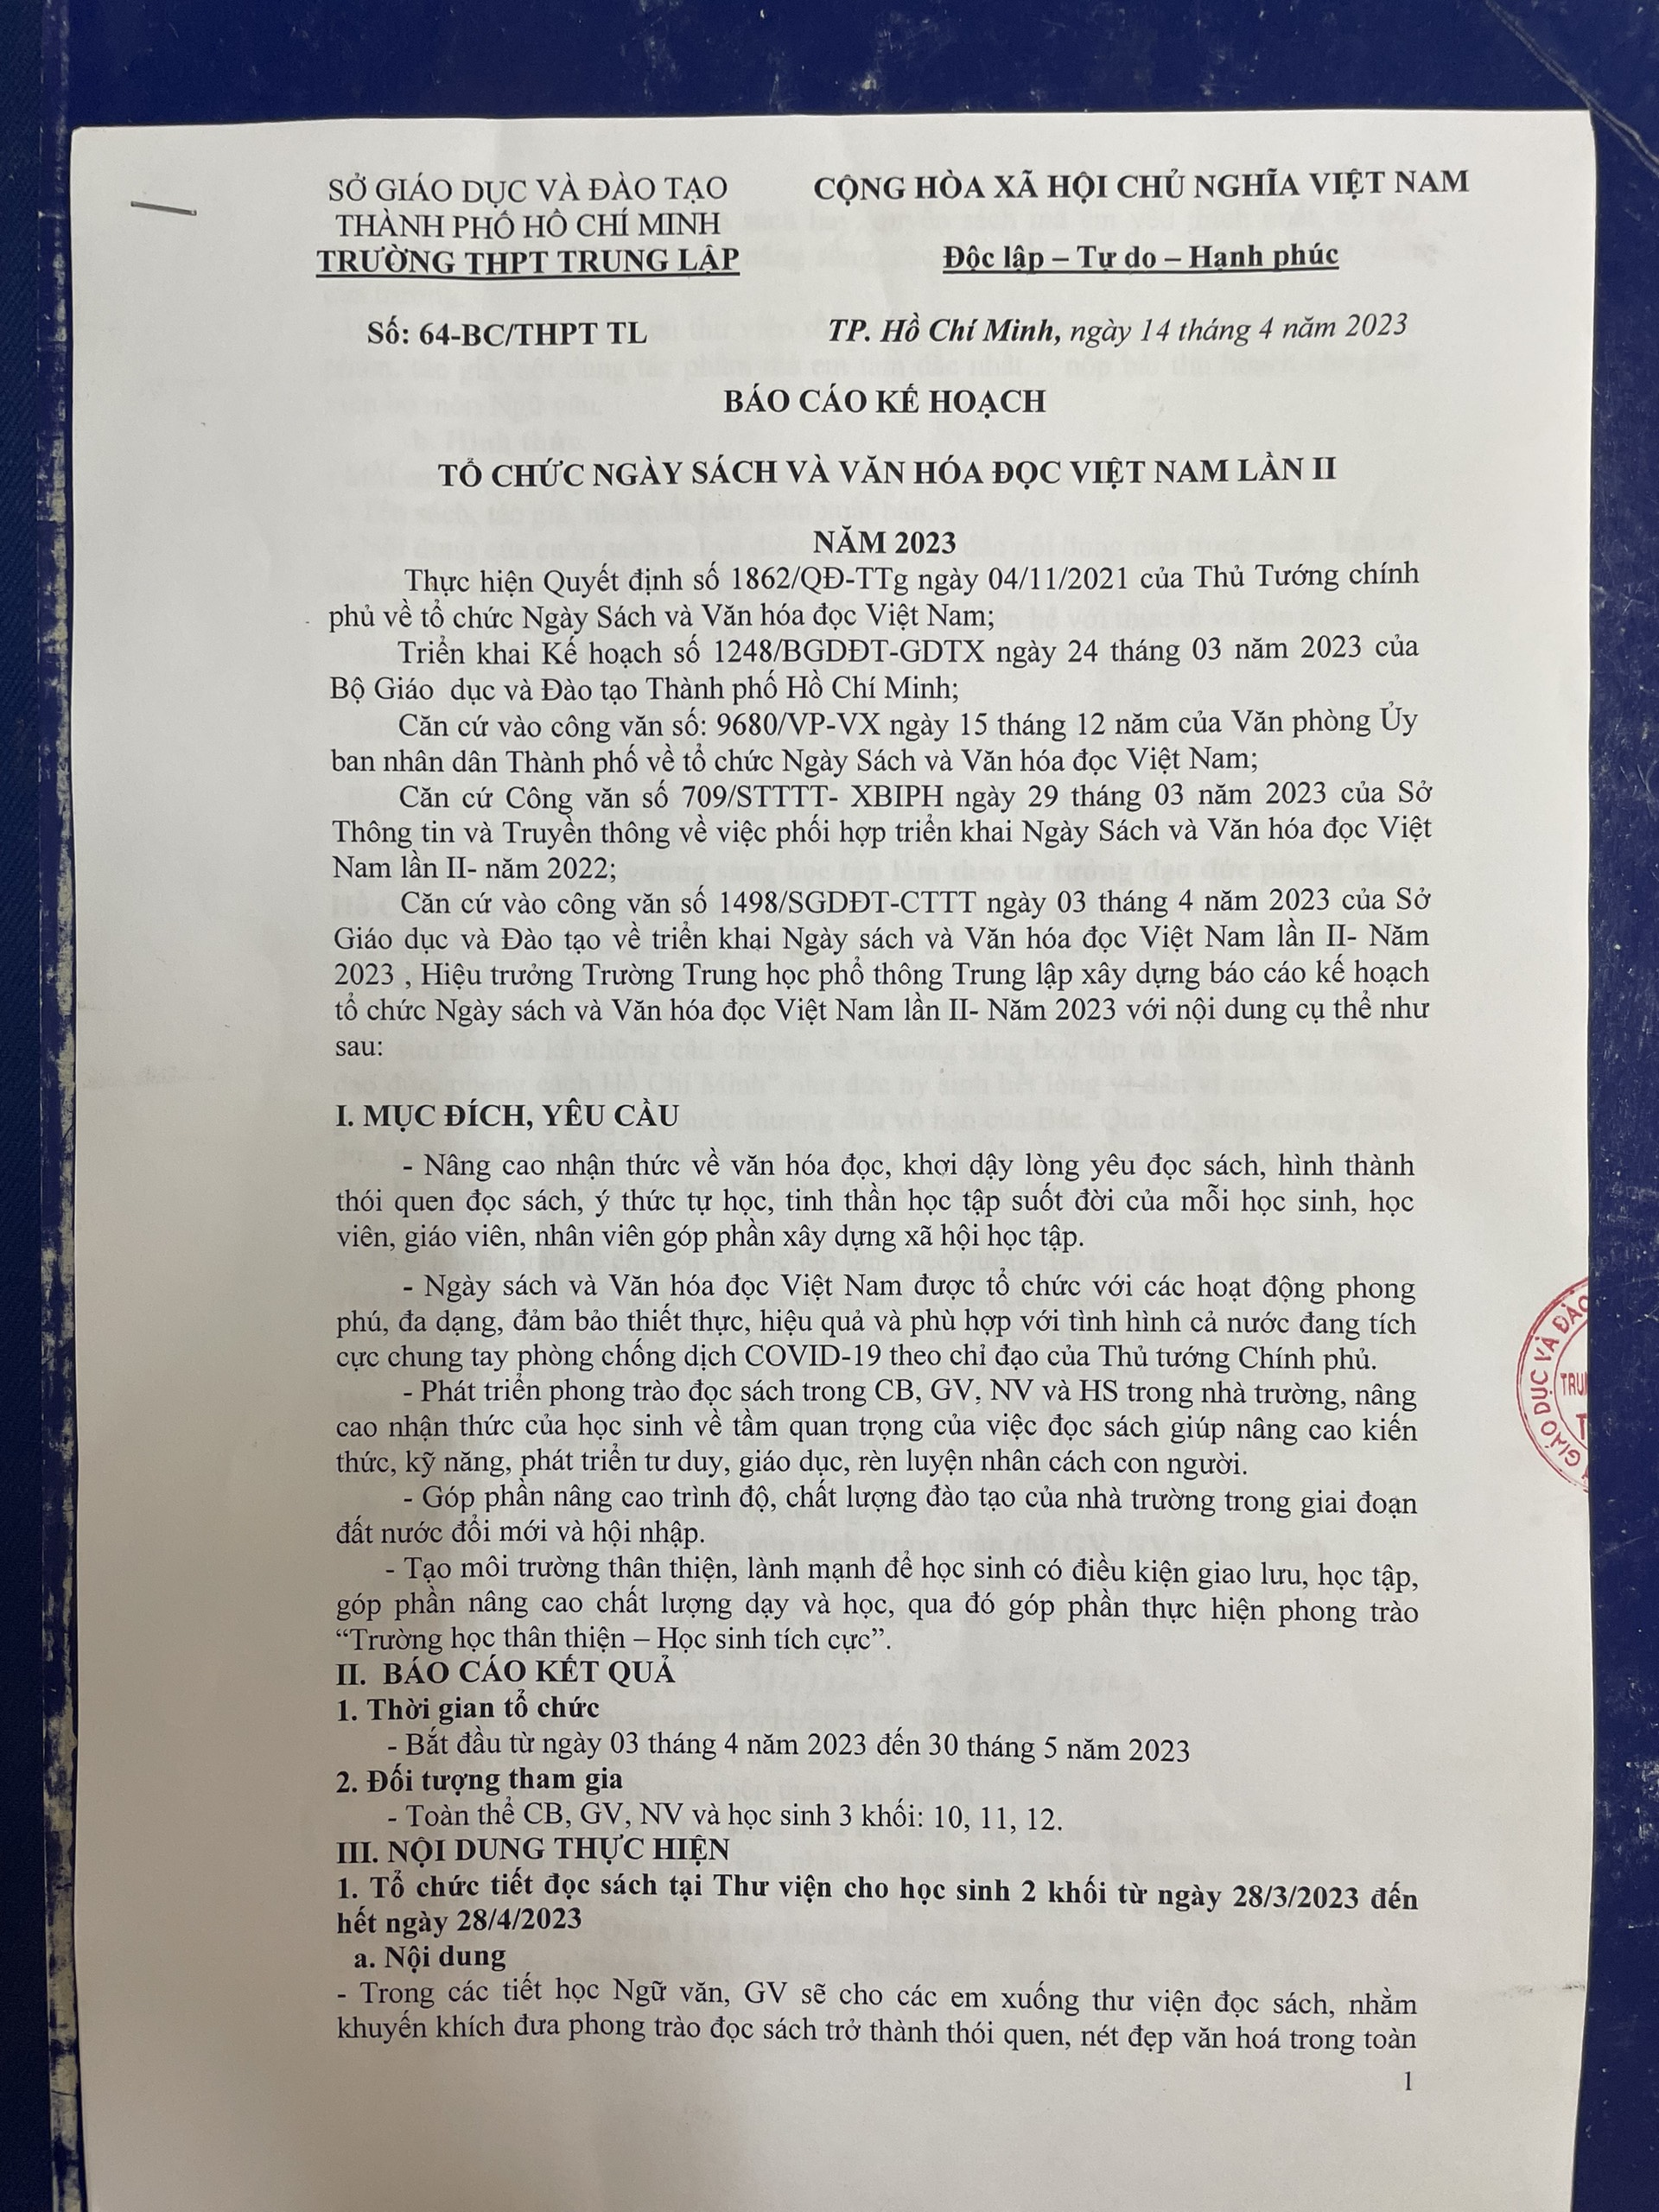 SỞ GIÁO DỤC VÀ ĐÀO TẠO
THÀNH PHỐ HỒ CHÍ MINH
TRƯỜNG THPT TRUNG LẬP
CỘNG HÒA XÃ HỘI CHỦ NGHĨA VIỆT NAM
Độc lập – Tự do – Hạnh phúc
Số: 64-BC/THPT TL
TP. Hồ Chí Minh, ngày 14 tháng 4 năm 2023
BÁO CÁO KẾ HOẠCH
TỔ CHỨC NGÀY SÁCH VÀ VĂN HÓA ĐỌC VIỆT NAM LẦN II
NĂM 2023
Thực hiện Quyết định số 1862/QĐ-TTg ngày 04/11/2021 của Thủ Tướng chính
phủ về tổ chức Ngày Sách và Văn hóa đọc Việt Nam;
Triển khai Kế hoạch số 1248/BGDĐT-GDTX ngày 24 tháng 03 năm 2023 của
Bộ Giáo dục và Đào tạo Thành phố Hồ Chí Minh;
Căn cứ vào công văn số: 9680/VP-VX ngày 15 tháng 12 năm của Văn phòng Ủy
ban nhân dân Thành phố về tổ chức Ngày Sách và Văn hóa đọc Việt Nam;
Căn cứ Công văn số 709/STTTT- XBIPH ngày 29 tháng 03 năm 2023 của Sở
Thông tin và Truyền thông về việc phối hợp triển khai Ngày Sách và Văn hóa đọc Việt
Nam lần II- năm 2022;
Căn cứ vào công văn số 1498/SGDĐT-CTTT ngày 03 tháng 4 năm 2023 của Sở
Giáo dục và Đào tạo về triển khai Ngày sách và Văn hóa đọc Việt Nam lần II- Năm
2023 , Hiệu trưởng Trường Trung học phổ thông Trung lập xây dựng báo cáo kế hoạch
tổ chức Ngày sách và Văn hóa đọc Việt Nam lần II- Năm 2023 với nội dung cụ thể như
sau:
I. MỤC ĐÍCH, YÊU CẦU
- Nâng cao nhận thức về văn hóa đọc, khơi dậy lòng yêu đọc sách, hình thành
thói quen đọc sách, ý thức tự học, tinh thần học tập suốt đời của mỗi học sinh, học
viên, giáo viên, nhân viên góp phần xây dựng xã hội học tập.
- Ngày sách và Văn hóa đọc Việt Nam được tổ chức với các hoạt động phong
phú, đa dạng, đảm bảo thiết thực, hiệu quả và phù hợp với tình hình cả nước đang tích
cực chung tay phòng chống dịch COVID-19 theo chỉ đạo của Thủ tướng Chính phủ.
- Phát triển phong trào đọc sách trong CB, GV, NV và HS trong nhà trường, nâng
cao nhận thức của học sinh về tầm quan trọng của việc đọc sách giúp nâng cao kiến
thức, kỹ năng, phát triển tư duy, giáo dục, rèn luyện nhân cách con người.
- Góp phần nâng cao trình độ, chất lượng đào tạo của nhà trường trong giai đoạn
đất nước đổi mới và hội nhập.
- Tạo môi trường thân thiện, lành mạnh để học sinh có điều kiện giao lưu, học tập,
góp phần nâng cao chất lượng dạy và học, qua đó góp phần thực hiện phong trào
“Trường học thân thiện – Học sinh tích cực”.
II. BÁO CÁO KẾT QUẢ
1. Thời gian tổ chức
- Bắt đầu từ ngày 03 tháng 4 năm 2023 đến 30 tháng 5 năm 2023
2. Đối tượng tham gia
- Toàn thể CB, GV, NV và học sinh 3 khối: 10, 11, 12.
III. NỘI DUNG THỰC HIỆN
1. Tổ chức tiết đọc sách tại Thư viện cho học sinh 2 khối từ ngày 28/3/2023 đến
hết ngày 28/4/2023
a. Nội dung
- Trong các tiết học Ngữ văn, GV sẽ cho các em xuống thư viện đọc sách, nhằm
khuyến khích đưa phong trào đọc sách trở thành thói quen, nét đẹp văn hoá trong toàn
1
GIÁO DỤC VÀ ĐÀO